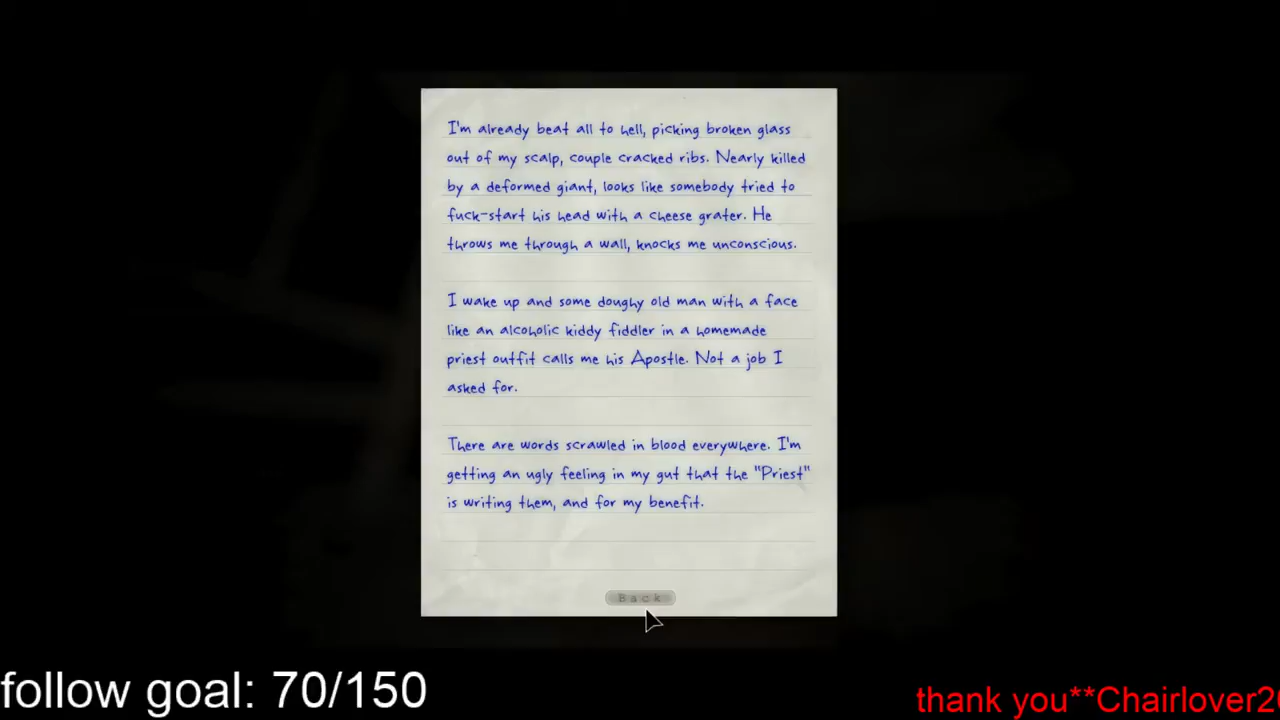 I'm already beat all to hell, picking broken glass
out of my scalp, couple cracked ribs. Nearly killed
by a deformed giant, looks like somebody tried to
fuck-start his head with a cheese grater. He
throws me through a wall, knocks me unconscious.
I wake up and some doughy old man with a face
like an alcoholic kiddy fiddler in a homemade
priest outfit calls me his Apostle. Not a job I
asked for.
There are words scrawled in blood everywhere. I'm
getting an ugly feeling in my gut that the "Priest"
is writing them, and for my benefit.
Back
follow goal: 70/150
thank you**Chairlover20